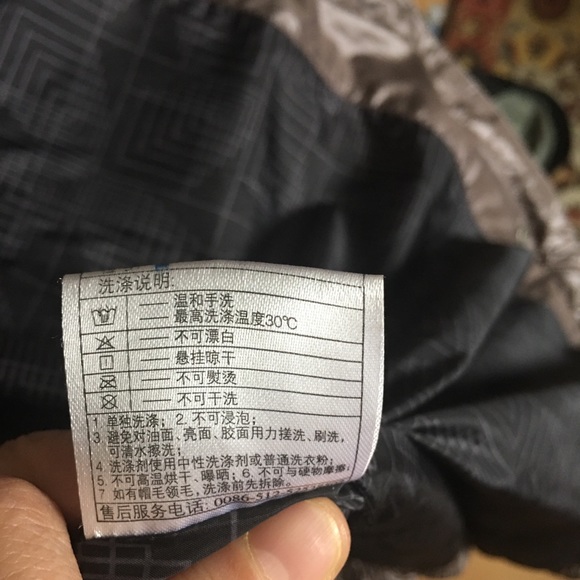 洗涤说明:
—— 温和手洗
—— 最高洗涤温度30℃
—— 不可漂白
—— 悬挂晾干
—— 不可熨烫
—— 不可干洗
1 单独洗涤; 2. 不可浸泡;
3 避免对油面、亮面、胶面用力搓洗、刷洗,
可清水擦洗;
4. 洗涤剂使用中性洗涤剂或普通洗衣粉;
5. 不可高温烘干、曝晒; 6. 不可与硬物摩擦;
7 如有帽毛领毛, 洗涤前先拆除。
售后服务电话: 0086-512-